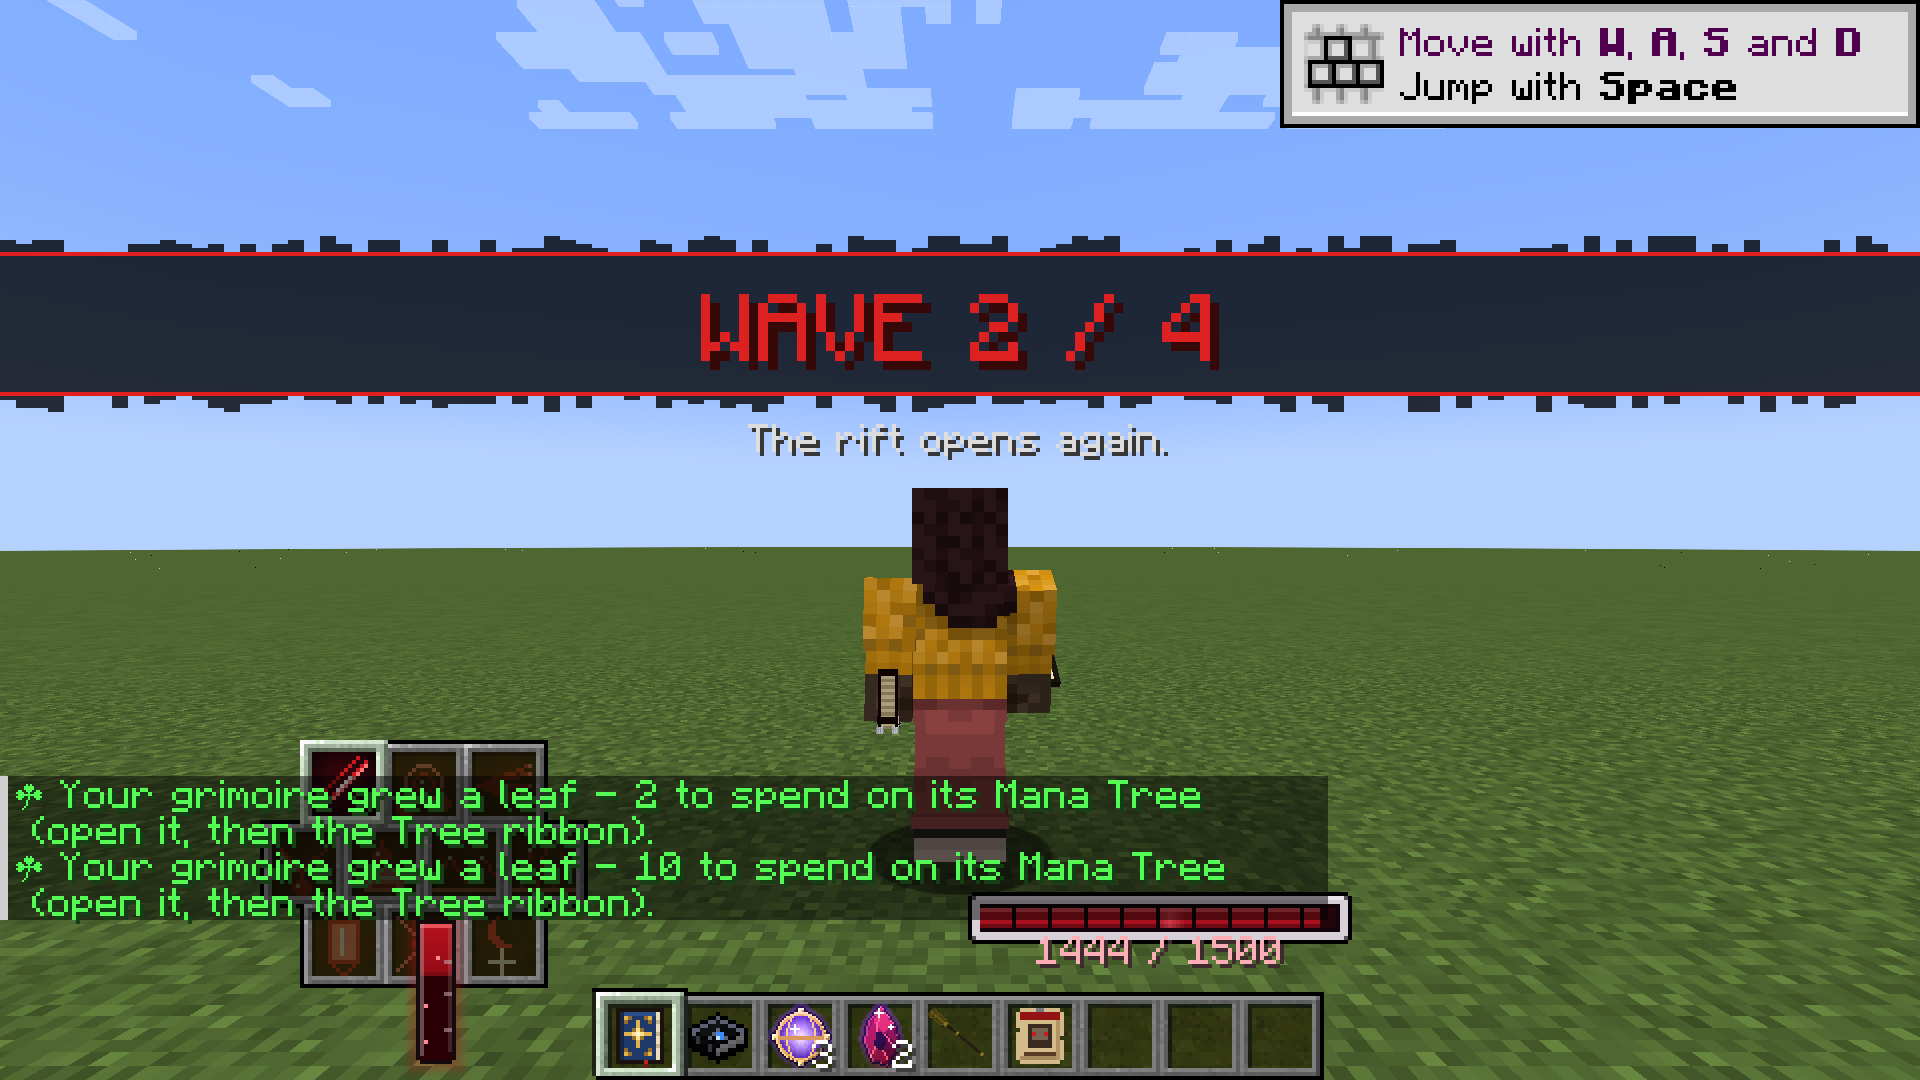 Move with W, A, S and D
Jump with Space
WAVE 2 / 4
The rift opens again.
☘ Your grimoire grew a leaf - 2 to spend on its Mana Tree
(open it, then the Tree ribbon).
☘ Your grimoire grew a leaf - 10 to spend on its Mana Tree
(open it, then the Tree ribbon).
1444 / 1500
3
2